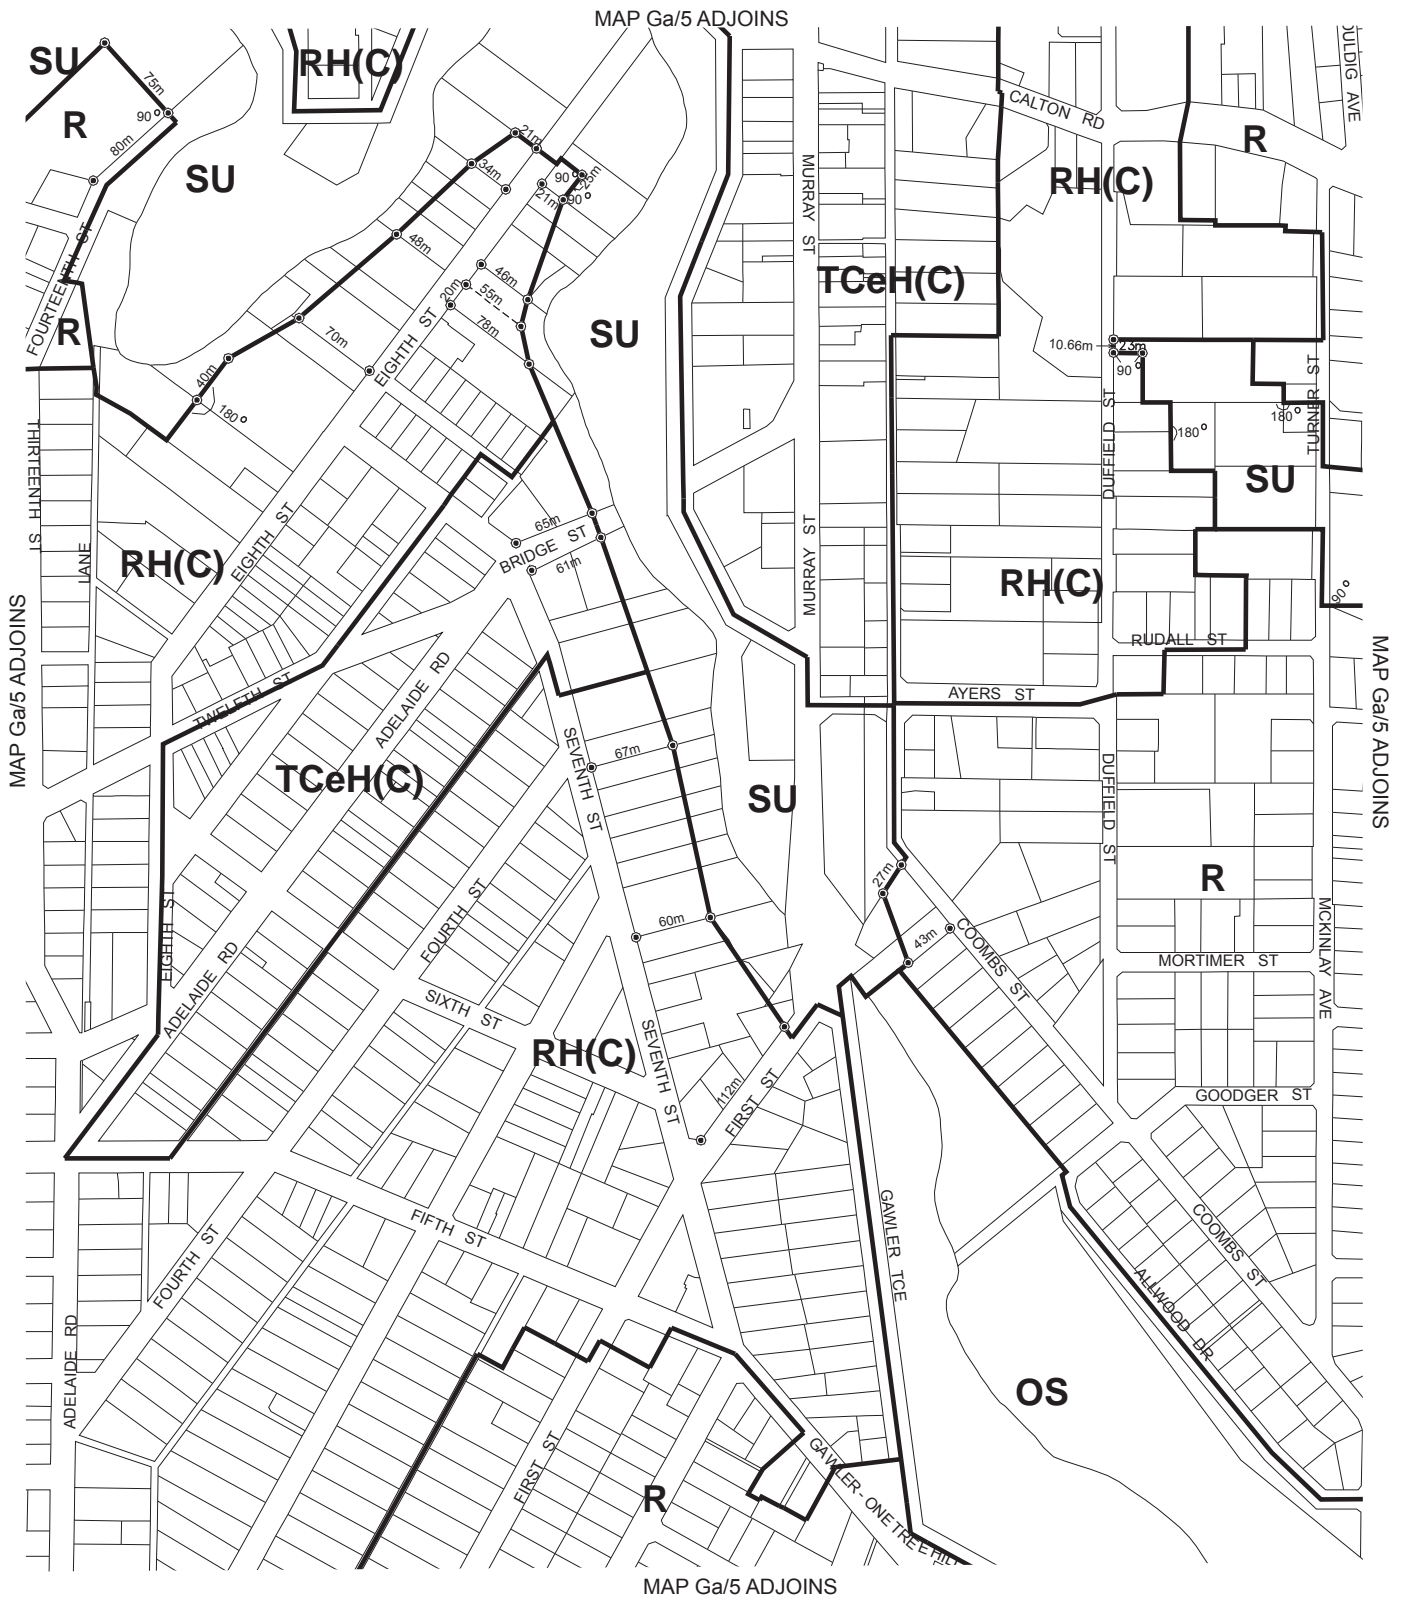 MAP Ga/5 ADJOINS
SU
RH(C)
75m
R
90°
80m
SU
FOURTEENTH ST
R
21m
34m
90°
25m
21m
90°
48m
46m
20m
55m
78m
70m
40m
180°
EIGHTH ST
SU
MURRAY ST
CALTON RD
RH(C)
R
TCeH(C)
10.66m
23m
90°
DUFFIELD ST
180°
180°
TURNER ST
SU
THIRTEENTH ST
LANE
RH(C)
EIGHTH ST
65m
BRIDGE ST
61m
MURRAY ST
RH(C)
90°
RUDALL ST
MAP Ga/5 ADJOINS
MAP Ga/5 ADJOINS
TWELFTH ST
ADELAIDE RD
AYERS ST
TCeH(C)
SEVENTH ST
67m
SU
DUFFIELD ST
27m
R
EIGHTH ST
ADELAIDE RD
FOURTH ST
60m
43m
COOMBS ST
MCKINLAY AVE
MORTIMER ST
SIXTH ST
RH(C)
SEVENTH ST
112m
FIRST ST
GOODGER ST
GAWLER TCE
FIFTH ST
FOURTH ST
COOMBS ST
ALLWOOD DR
ADELAIDE RD
OS
FIRST ST
R
GAWLER - ONE TREE HILL
MAP Ga/5 ADJOINS